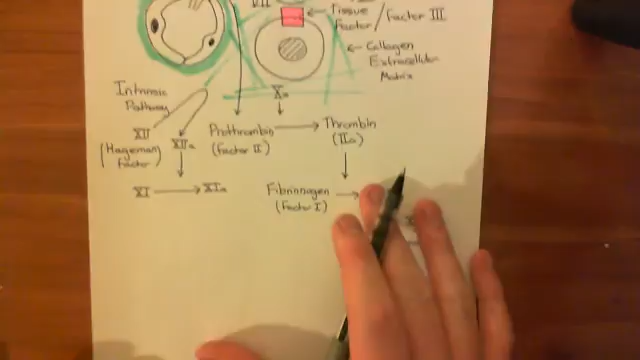 VII
Tissue
Factor / Factor III
Collagen
Extracellular
Matrix
Intrinsic
Pathway
Xa
XII
(Hageman
Factor)
XIIa
Prothrombin
(factor II)
Thrombin
(IIa)
XI
XIa
Fibrinnogen
(factor I)